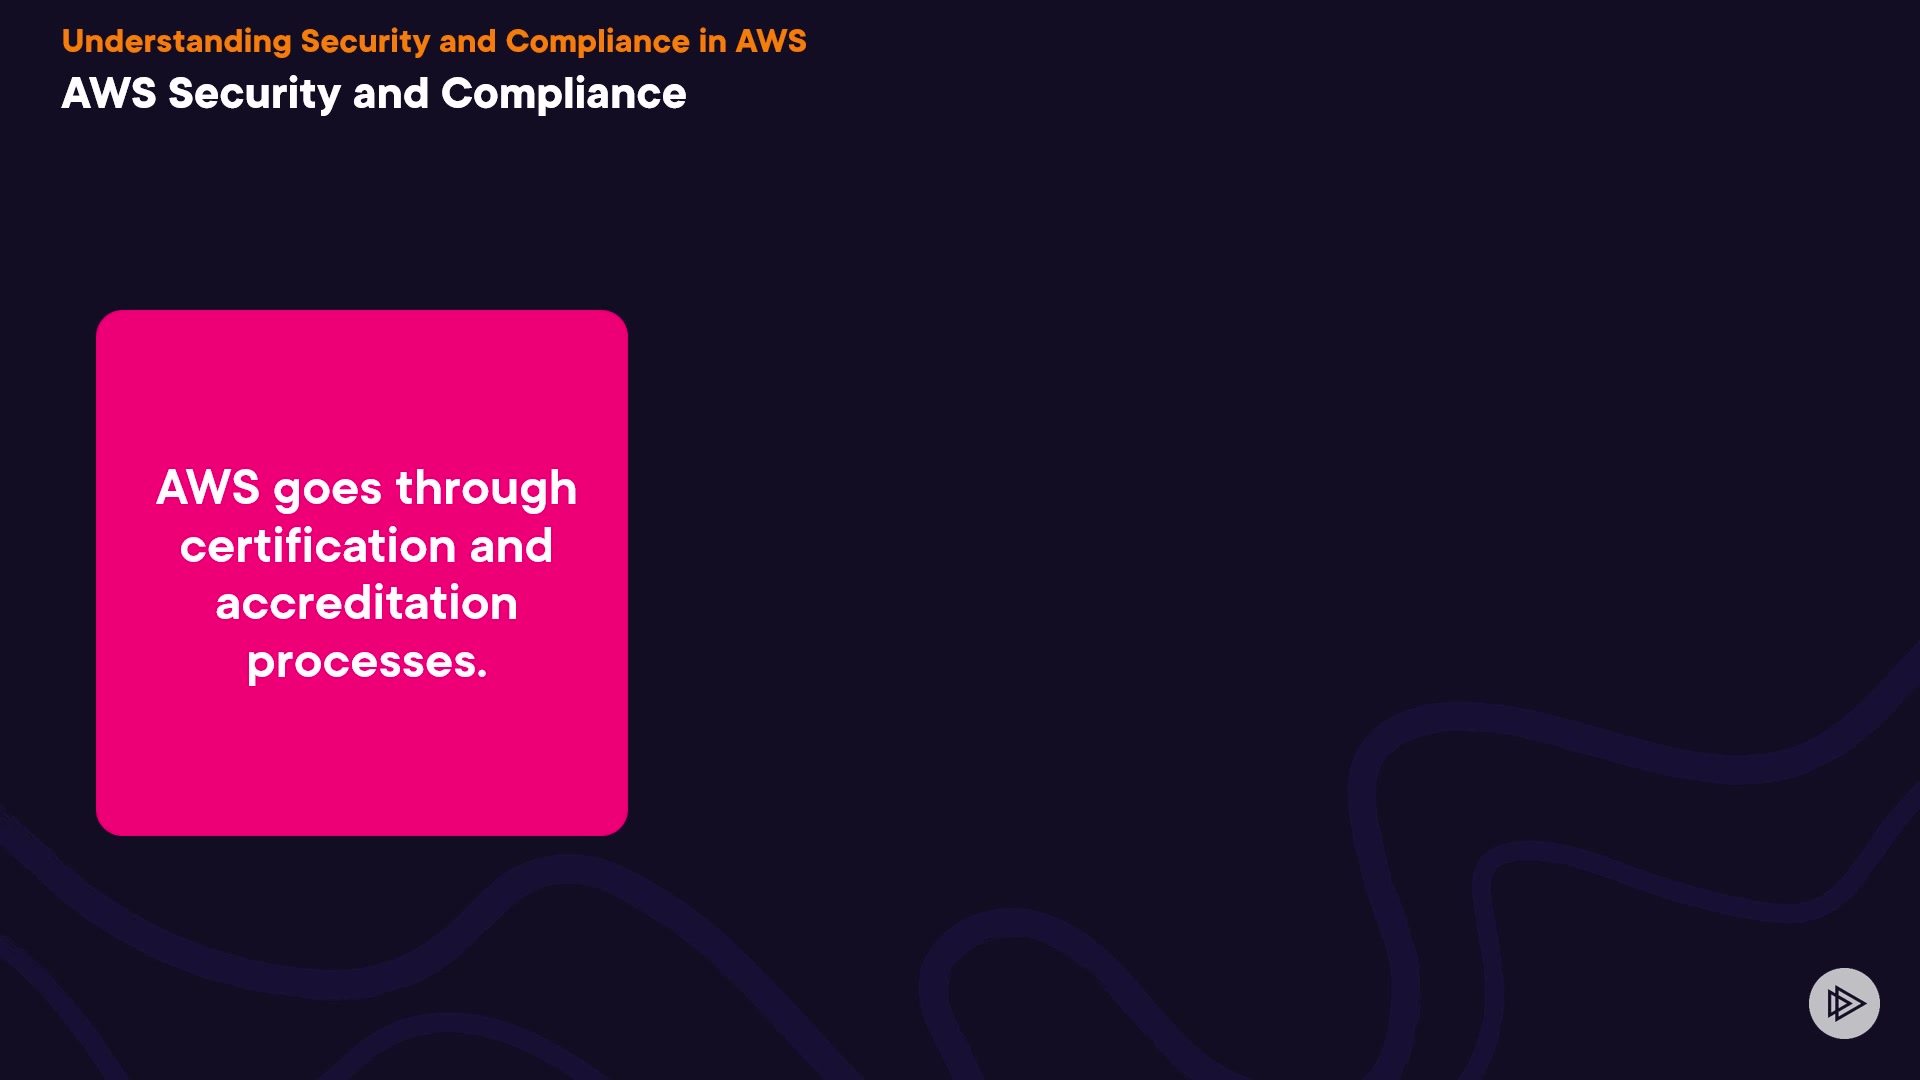 Understanding Security and Compliance in AWS
AWS Security and Compliance
AWS goes through
certification and
accreditation
processes.